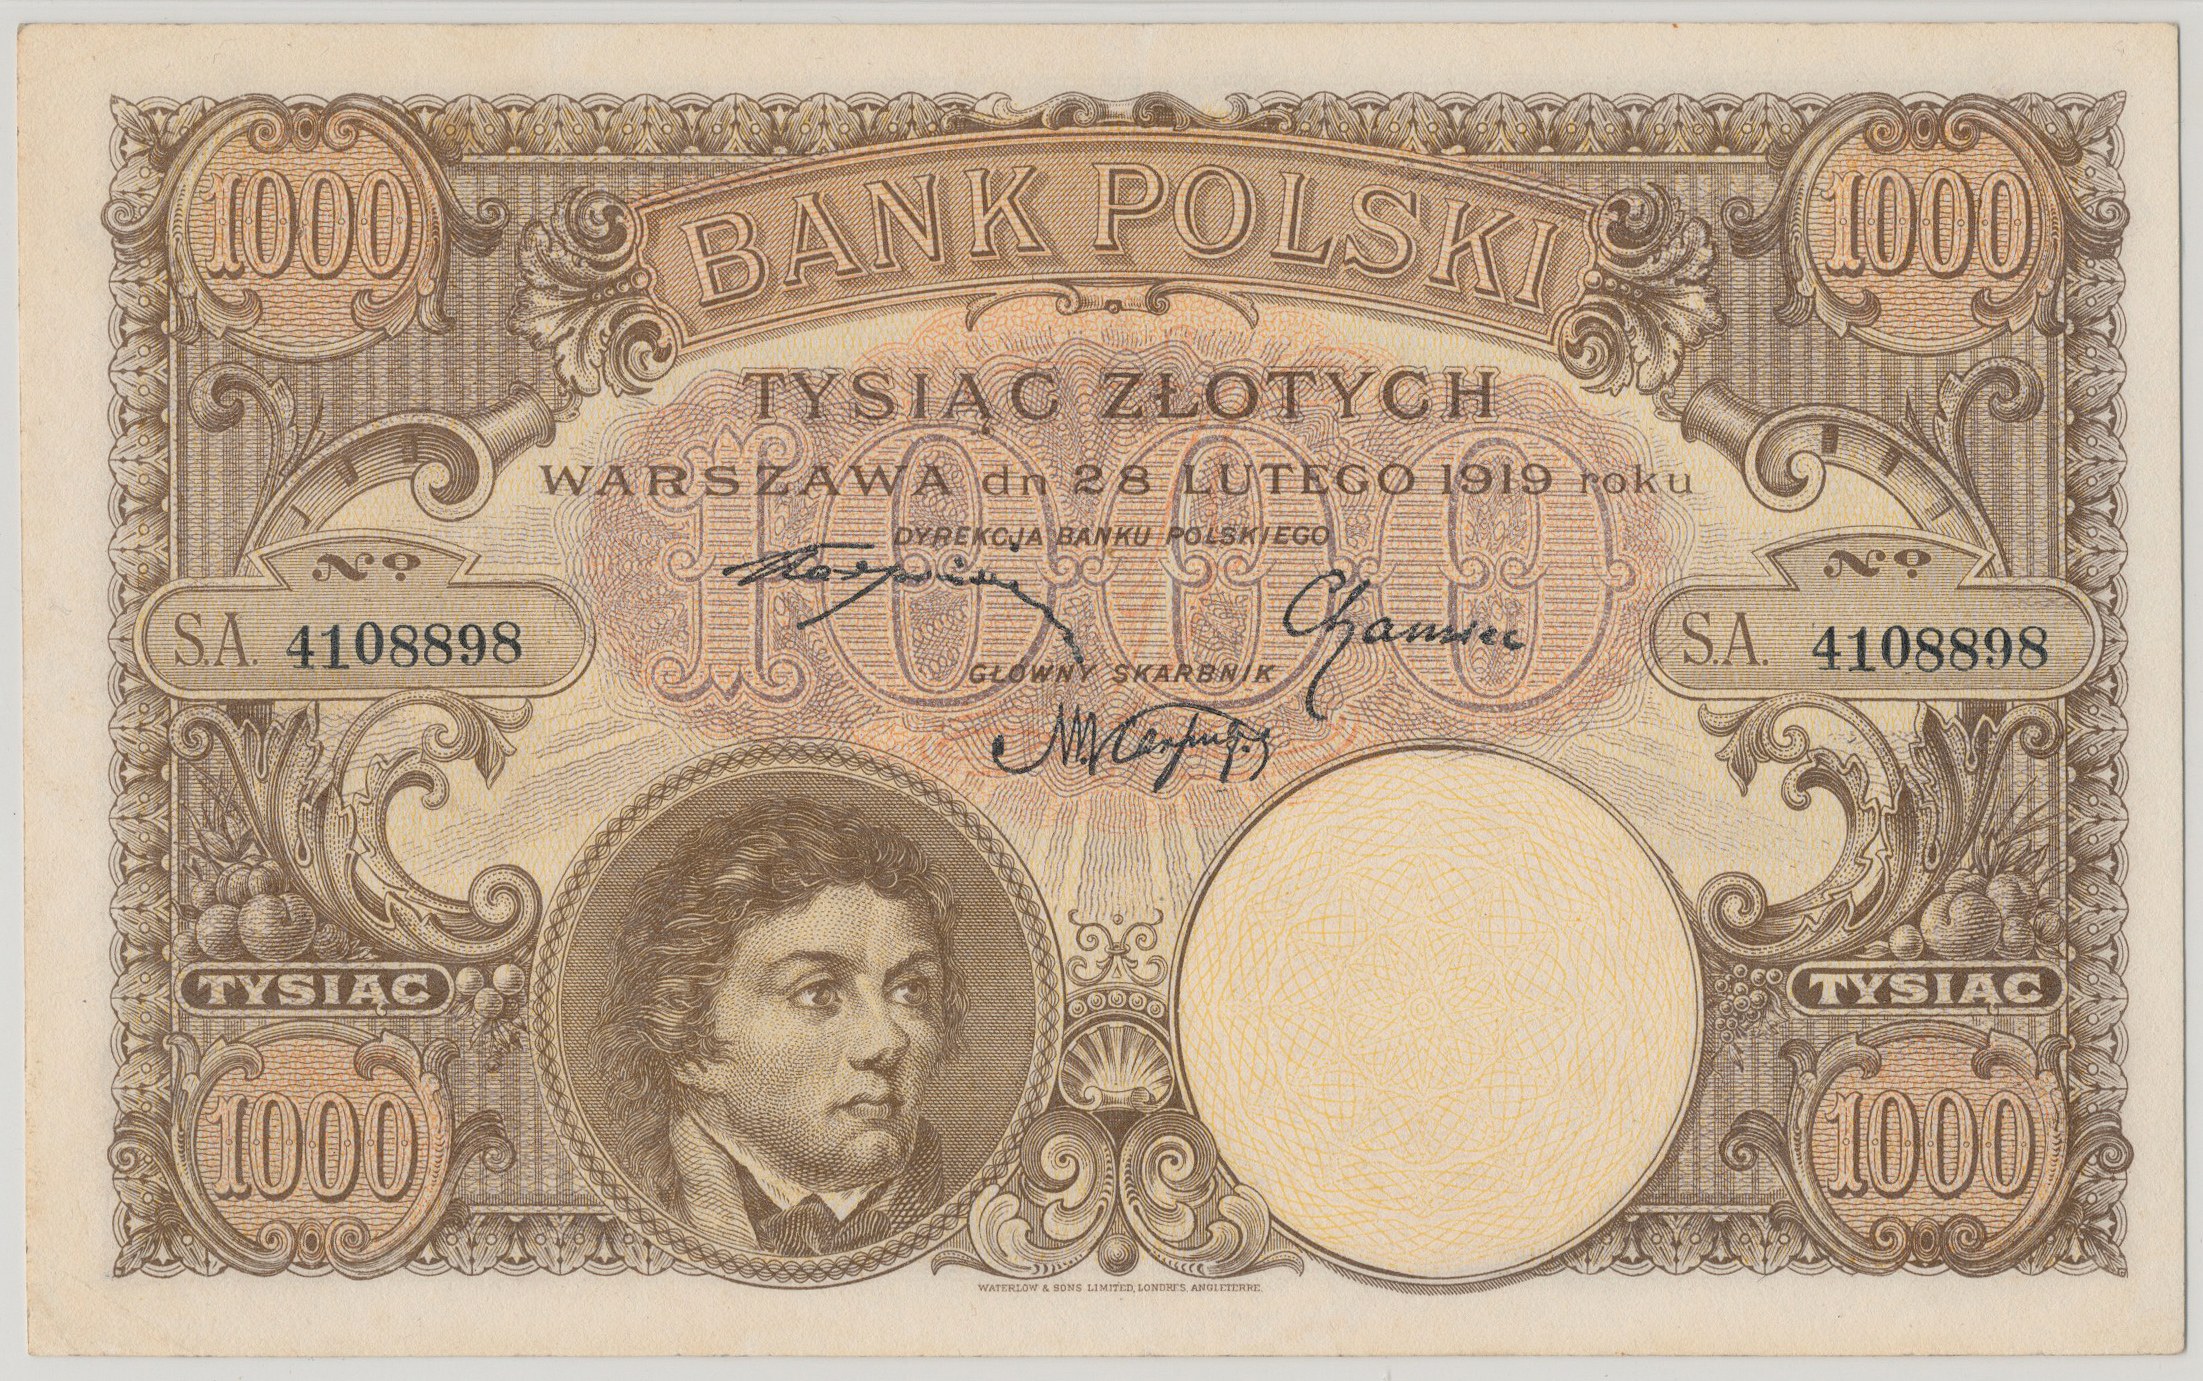 1000
1000
BANK POLSKI
TYSIĄC ZŁOTYCH
1000
WARSZAWA dn 28 LUTEGO 1919 roku
DYREKCJA BANKU POLSKIEGO
No
No
S.A. 4108898
S.A. 4108898
GŁÓWNY SKARBNIK
TYSIĄC
TYSIĄC
1000
1000
WATERLOW & SONS LIMITED, LONDRES, ANGLETERRE.